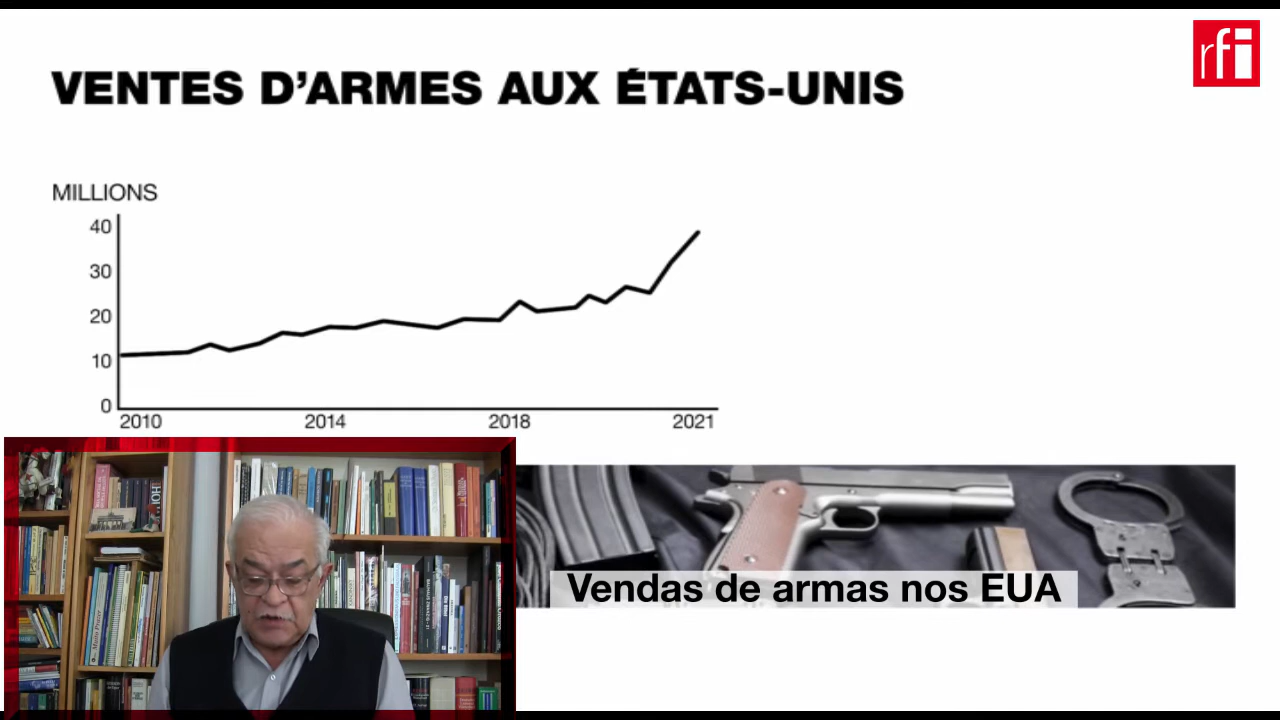 rfi
VENTES D’ARMES AUX ÉTATS-UNIS
MILLIONS
40
30
20
10
0
2010 2014 2018 2021
Vendas de armas nos EUA